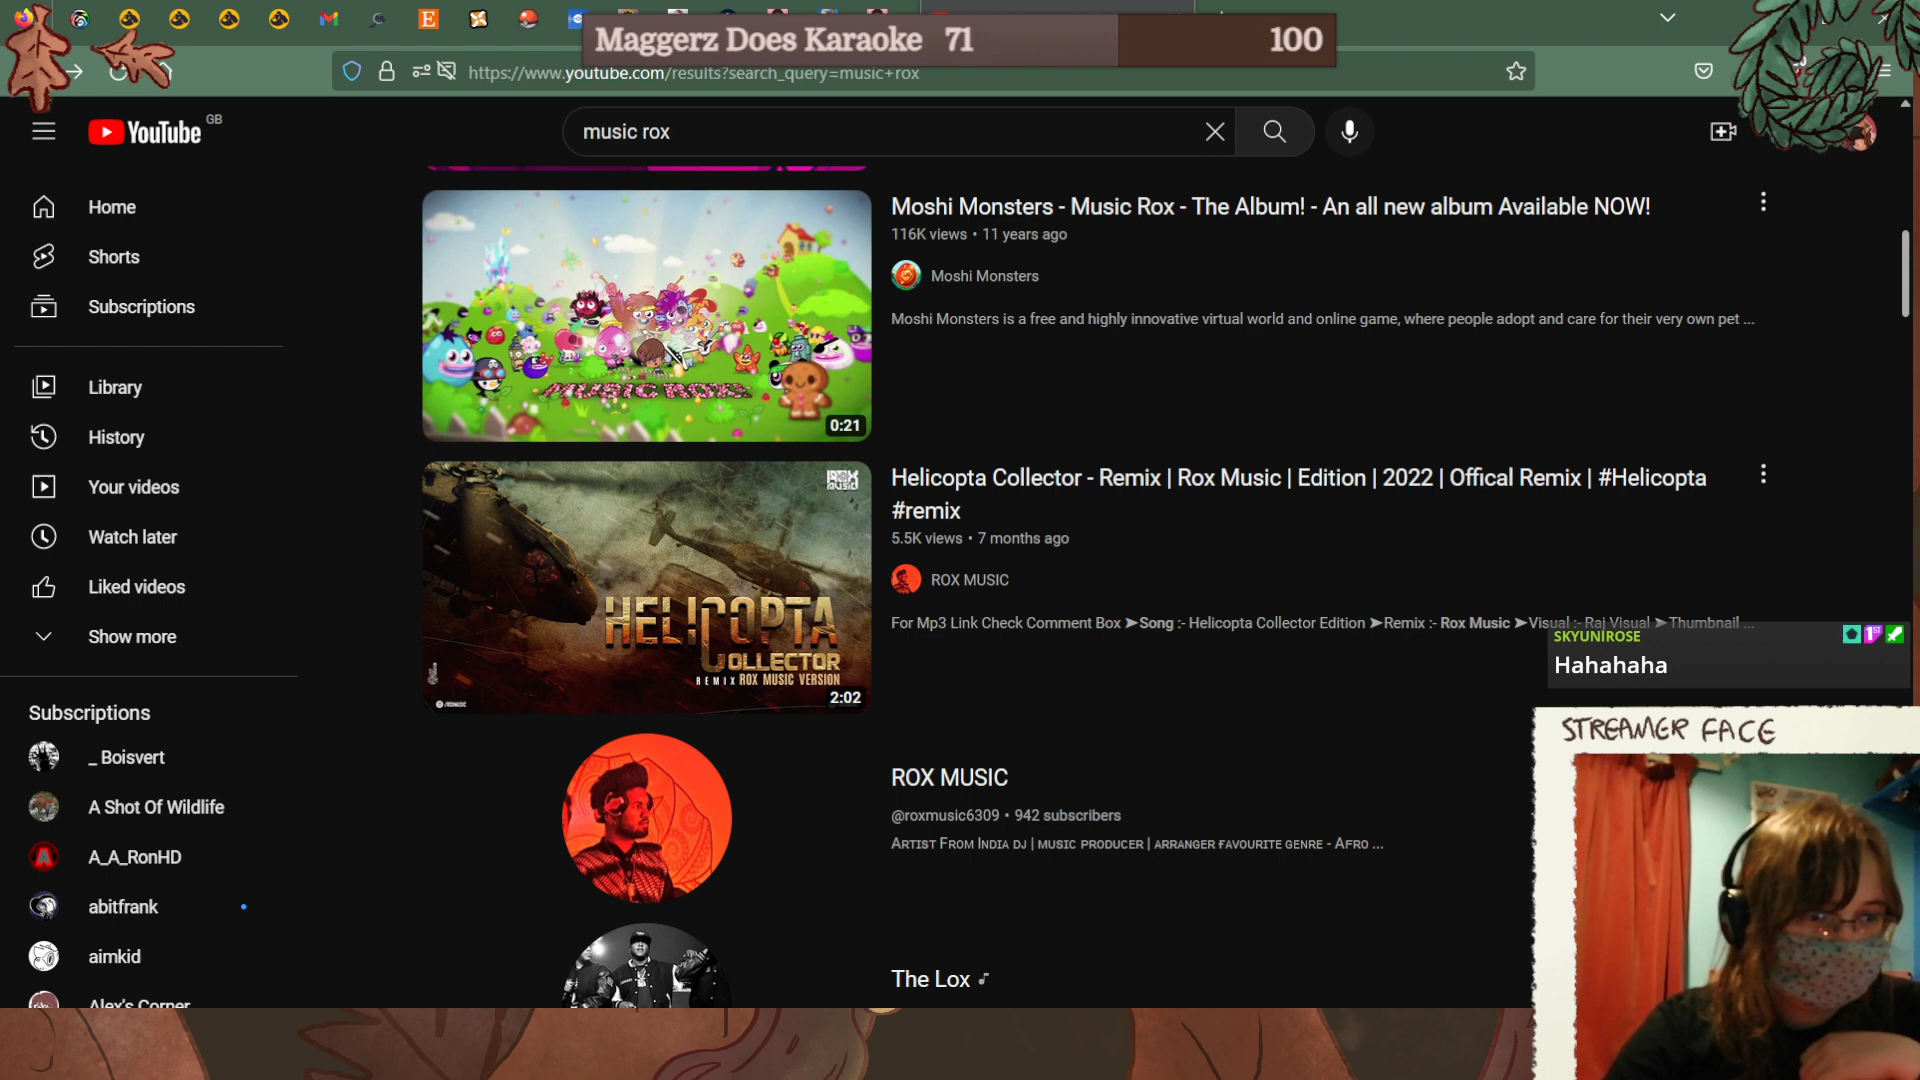 Maggerz Does Karaoke 71 100
https://www.youtube.com/results?search_query=music+rox
YouTube GB
music rox
Home
Shorts
Subscriptions
Library
History
Your videos
Watch later
Liked videos
Show more
Subscriptions
_ Boisvert
A Shot Of Wildlife
A_A_RonHD
abitfrank
aimkid
Alex's Corner
MUSIC ROX
0:21
Moshi Monsters - Music Rox - The Album! - An all new album Available NOW!
116K views • 11 years ago
Moshi Monsters
Moshi Monsters is a free and highly innovative virtual world and online game, where people adopt and care for their very own pet ...
ROX MUSIC
HELICOPTA
COLLECTOR
REMIX ROX MUSIC VERSION
2:02
Helicopta Collector - Remix | Rox Music | Edition | 2022 | Offical Remix | #Helicopta
#remix
5.5K views • 7 months ago
ROX MUSIC
For Mp3 Link Check Comment Box ➤Song :- Helicopta Collector Edition ➤Remix :- Rox Music ➤Visual :- Raj Visual ➤Thumbnail ...
SKYUNIROSE
Hahahaha
ROX MUSIC
@roxmusic6309 • 942 subscribers
Artist From India dj | music producer | arranger favourite genre - Afro ...
The Lox
STREAMER FACE